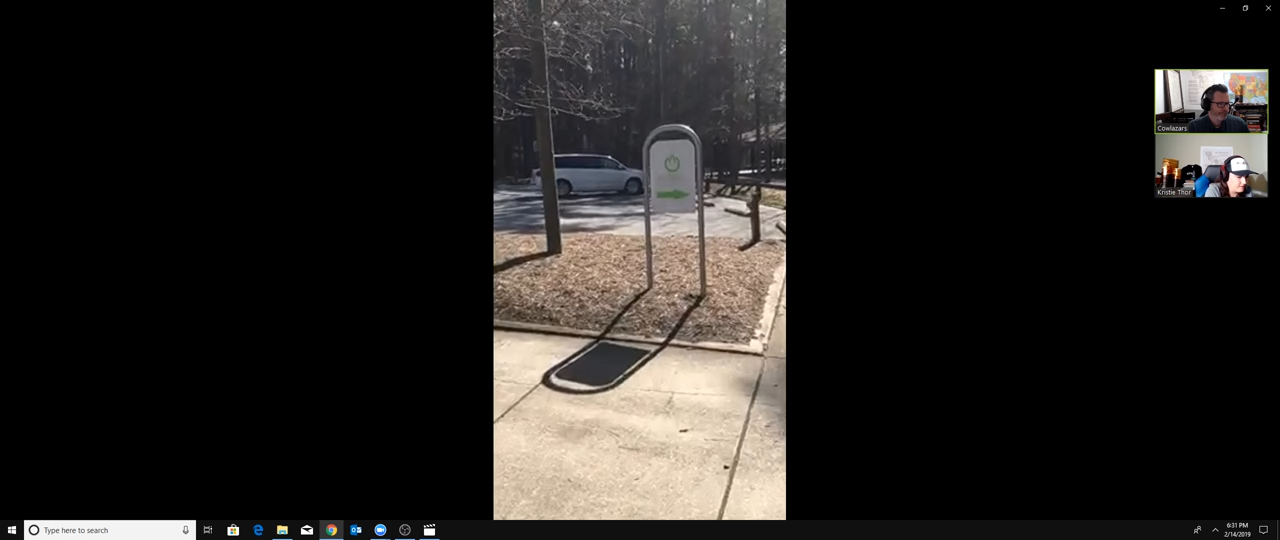 Cowlazars
Kristie Thor
Type here to search
6:31 PM
2/14/2019